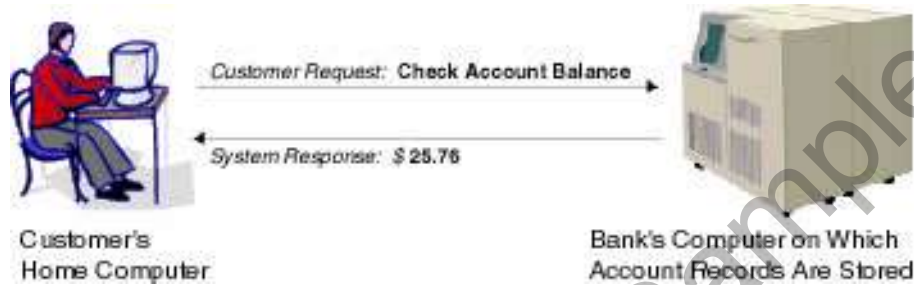 Customer Request: Check Account Balance
System Response: $ 25.76
Customer's
Home Computer
Bank's Computer on Which
Account Records Are Stored
ample